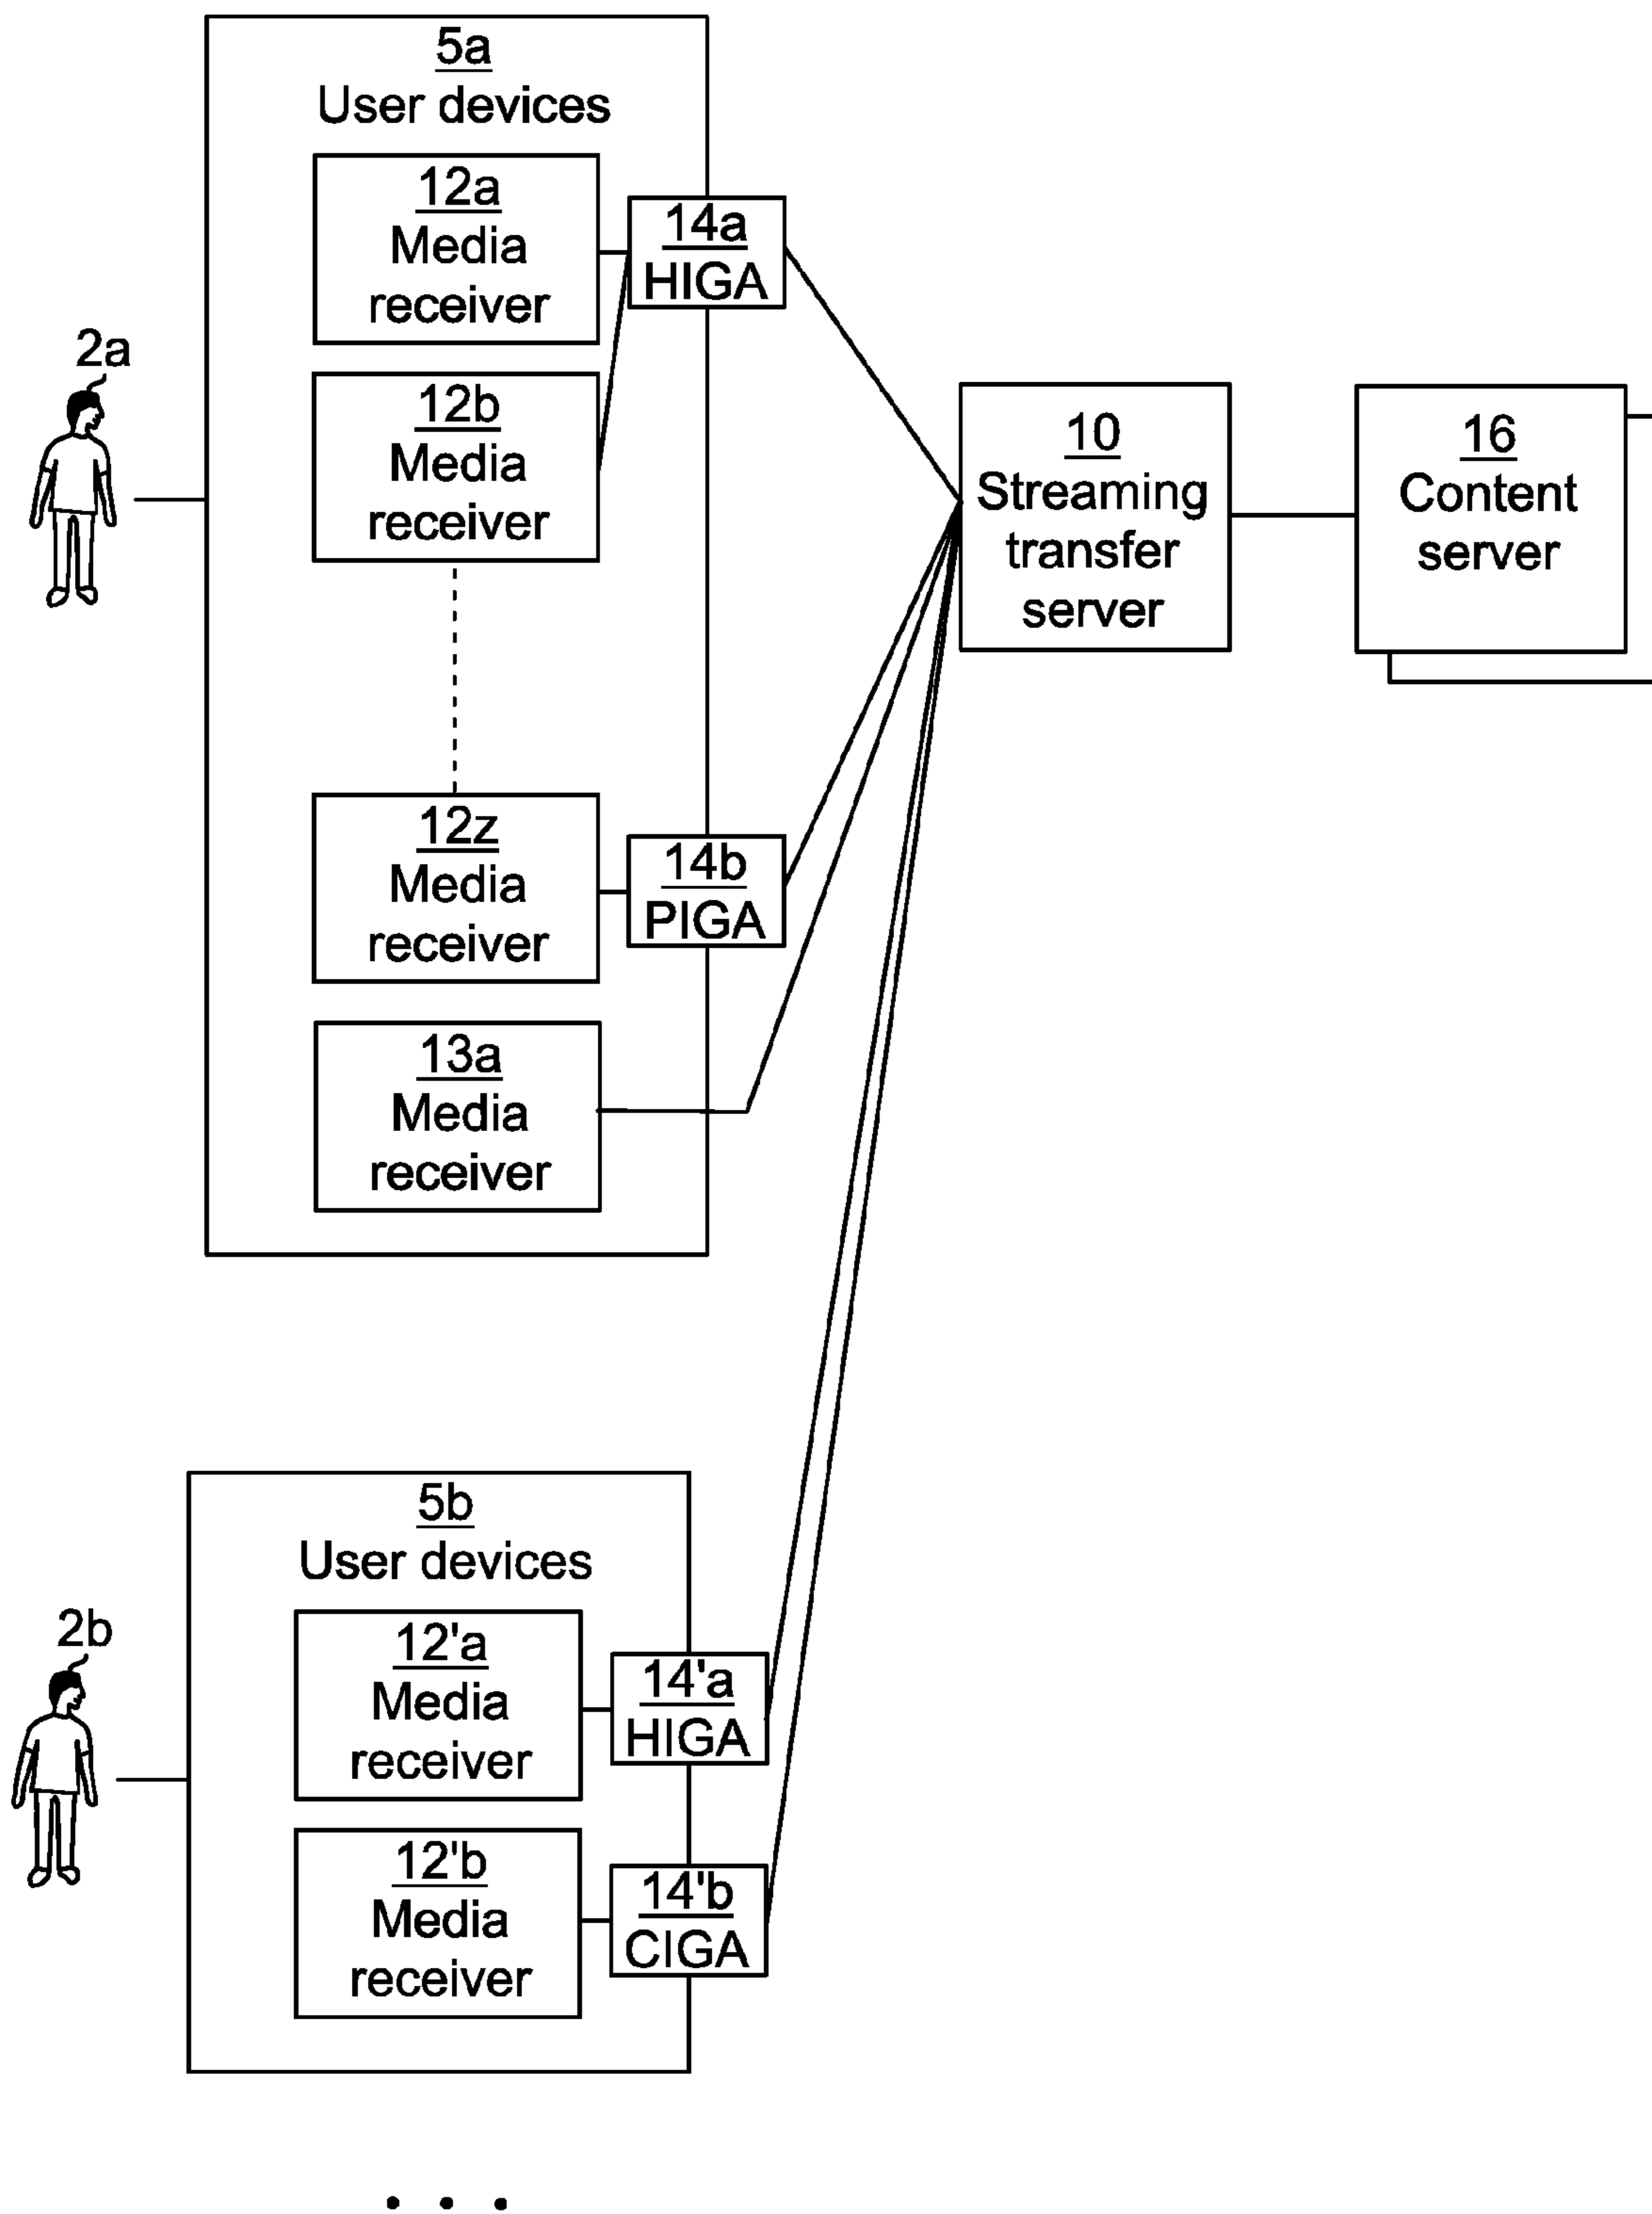 5a
User devices
12a
Media
receiver
14a
HIGA
2a
12b
Media
receiver
10
Streaming
transfer
server
16
Content
server
12z
Media
receiver
14b
PIGA
13a
Media
receiver
5b
User devices
2b
12'a
Media
receiver
14'a
HIGA
12'b
Media
receiver
14'b
CIGA
. . .